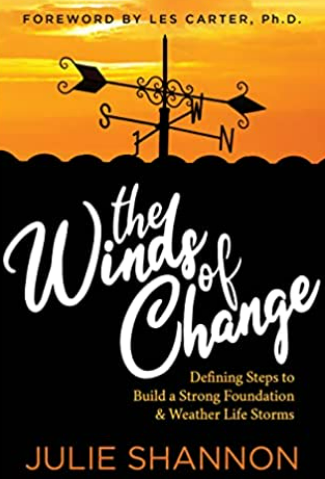 FOREWORD BY LES CARTER, Ph.D.
S
W
N
the
Winds
of
Change
Defining Steps to
Build a Strong Foundation
& Weather Life Storms
JULIE SHANNON